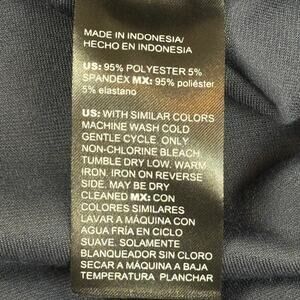 MADE IN INDONESIA/
HECHO EN INDONESIA
US: 95% POLYESTER 5%
SPANDEX MX: 95% poliéster
5% elastano
US: WITH SIMILAR COLORS
MACHINE WASH COLD
GENTLE CYCLE. ONLY
NON-CHLORINE BLEACH.
TUMBLE DRY LOW. WARM
IRON. IRON ON REVERSE
SIDE. MAY BE DRY
CLEANED MX: CON
COLORES SIMILARES
LAVAR A MÁQUINA CON
AGUA FRÍA EN CICLO
SUAVE. SOLAMENTE
BLANQUEADOR SIN CLORO
SECAR A MÁQUINA A BAJA
TEMPERATURA PLANCHAR